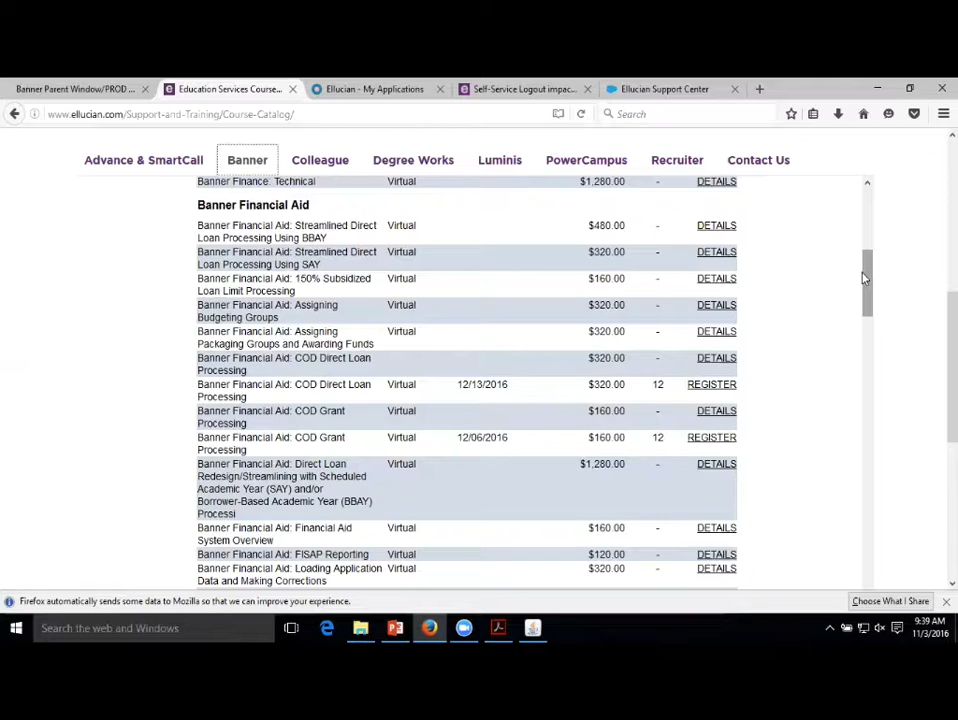 Banner Parent Window/PROD ...
Education Services Course...
Ellucian - My Applications
Self-Service Logout impac...
Ellucian Support Center
www.ellucian.com/Support-and-Training/Course-Catalog/
Search
Advance & SmartCall Banner Colleague Degree Works Luminis PowerCampus Recruiter Contact Us
Banner Finance: Technical Virtual $1,280.00 - DETAILS
Banner Financial Aid
Banner Financial Aid: Streamlined Direct Virtual $480.00 - DETAILS
Loan Processing Using BBAY
Banner Financial Aid: Streamlined Direct Virtual $320.00 - DETAILS
Loan Processing Using SAY
Banner Financial Aid: 150% Subsidized Virtual $160.00 - DETAILS
Loan Limit Processing
Banner Financial Aid: Assigning Virtual $320.00 - DETAILS
Budgeting Groups
Banner Financial Aid: Assigning Virtual $320.00 - DETAILS
Packaging Groups and Awarding Funds
Banner Financial Aid: COD Direct Loan $320.00 - DETAILS
Processing
Banner Financial Aid: COD Direct Loan Virtual 12/13/2016 $320.00 12 REGISTER
Processing
Banner Financial Aid: COD Grant $160.00 - DETAILS
Processing
Banner Financial Aid: COD Grant Virtual 12/06/2016 $160.00 12 REGISTER
Processing
Banner Financial Aid: Direct Loan Virtual $1,280.00 - DETAILS
Redesign/Streamlining with Scheduled
Academic Year (SAY) and/or
Borrower-Based Academic Year (BBAY)
Processi
Banner Financial Aid: Financial Aid Virtual $160.00 - DETAILS
System Overview
Banner Financial Aid: FISAP Reporting Virtual $120.00 - DETAILS
Banner Financial Aid: Loading Application Virtual $320.00 - DETAILS
Data and Making Corrections
Firefox automatically sends some data to Mozilla so that we can improve your experience.
Choose What I Share
Search the web and Windows
9:39 AM
11/3/2016